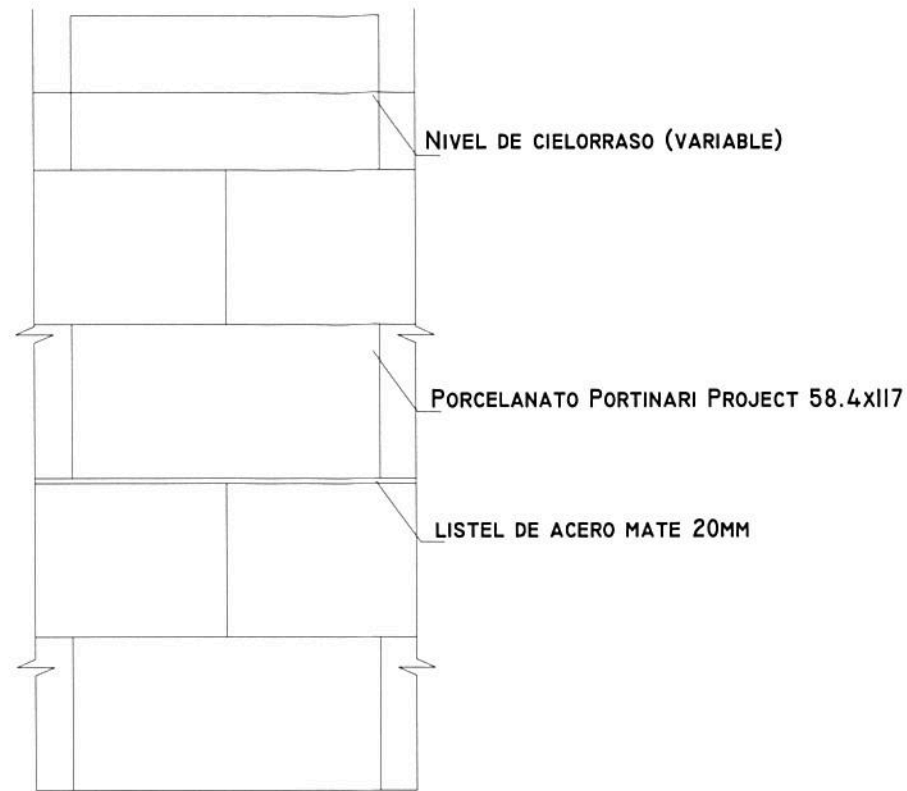 NIVEL DE CIELORRASO (VARIABLE)
PORCELANATO PORTINARI PROJECT 58.4x117
LISTEL DE ACERO MATE 20MM